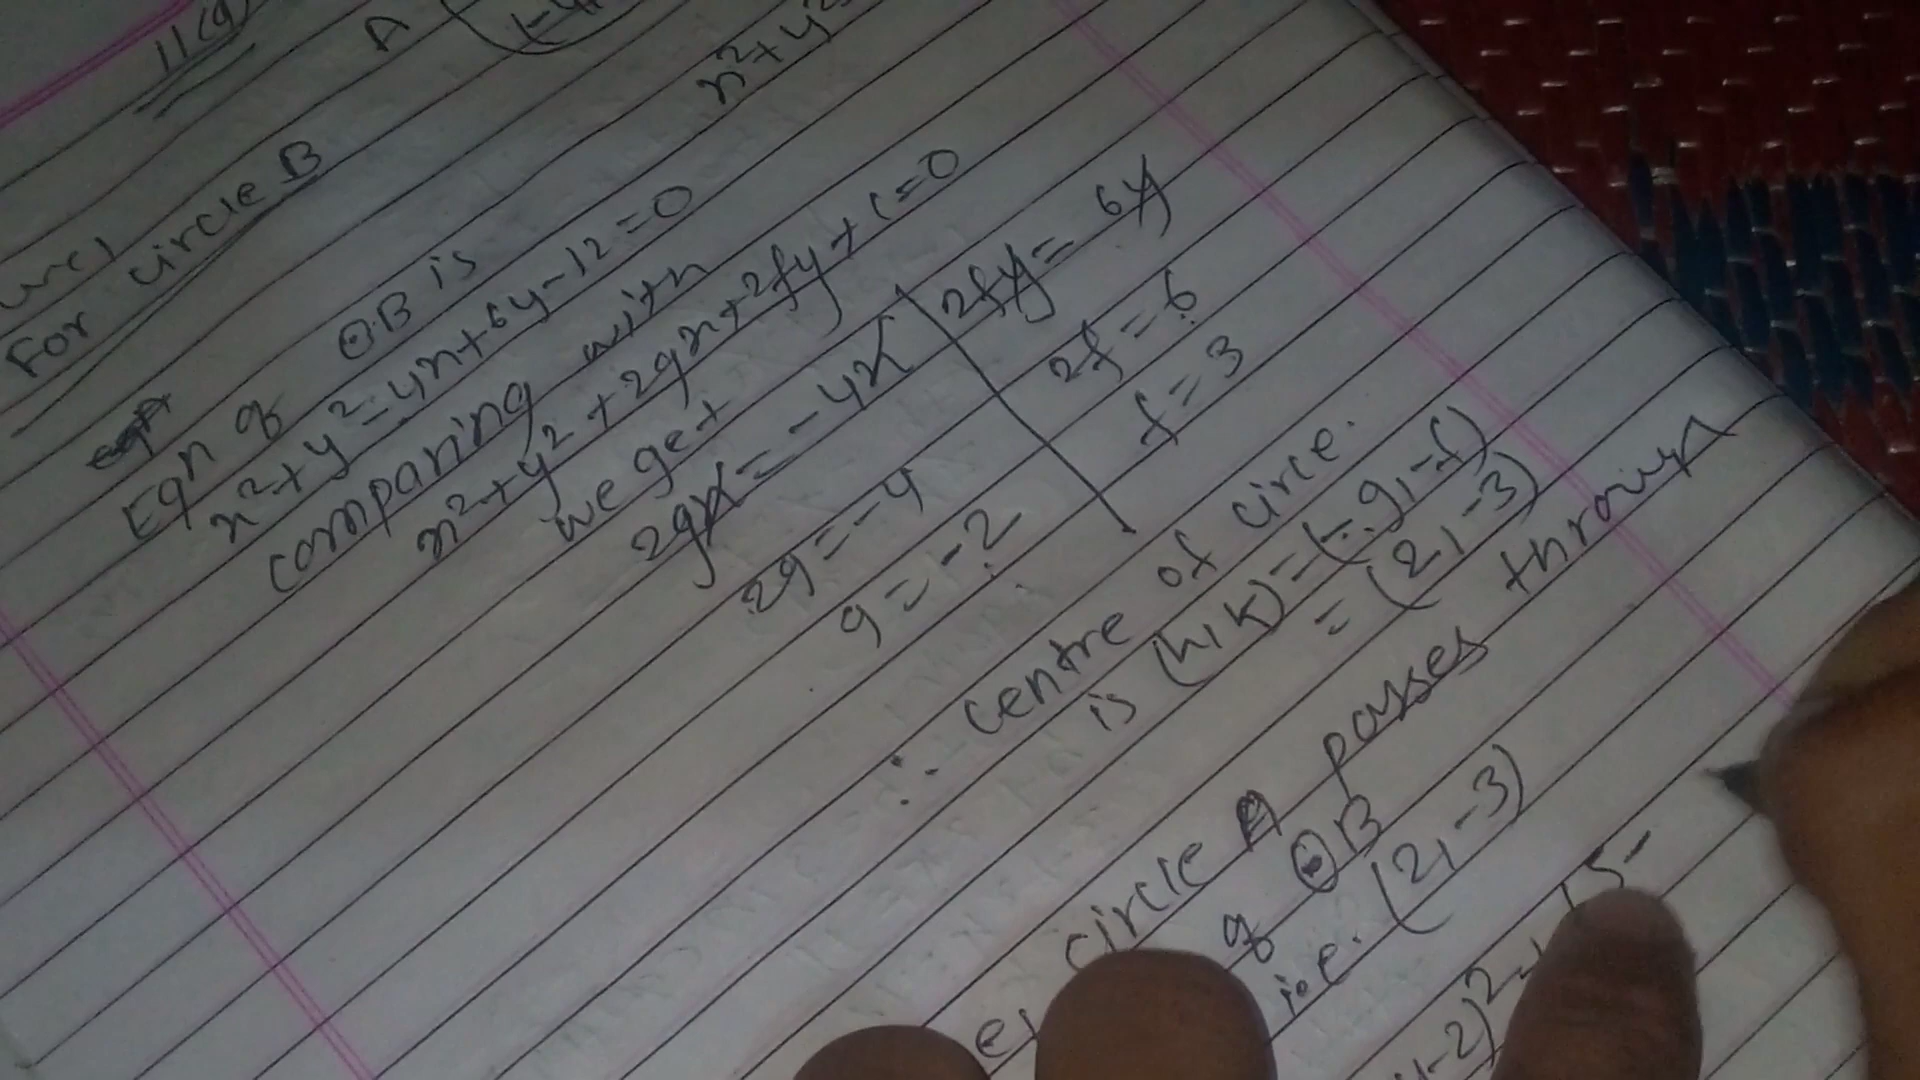 11(9)
A
x²+y²
For circle B
Eqn of ⊙B is
x²+y²-4x+6y-12=0
comparing with
x²+y²+2gx+2fy+c=0
we get
2gx=-4x
2g=-4
g=-2
2fy=6y
2f=6
f=3
∴ centre of circe.
is (h,k)=(-g,-f)
=(2,-3)
circle A passes through
of ⊙B
i.e. (2,-3)